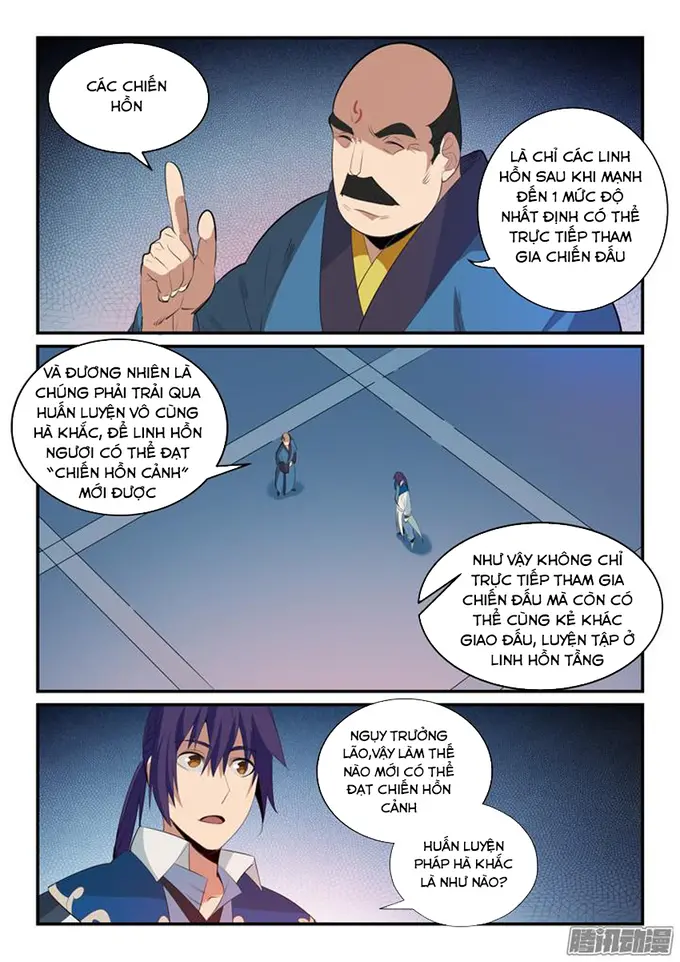 CÁC CHIẾN
HỒN
LÀ CHỈ CÁC LINH
HỒN SAU KHI MẠNH
ĐẾN 1 MỨC ĐỘ
NHẤT ĐỊNH CÓ THỂ
TRỰC TIẾP THAM
GIA CHIẾN ĐẤU
VÀ ĐƯƠNG NHIÊN LÀ
CHÚNG PHẢI TRẢI QUA
HUẤN LUYỆN VÔ CÙNG
HÀ KHẮC, ĐỂ LINH HỒN
NGƯƠI CÓ THỂ ĐẠT
“CHIẾN HỒN CẢNH”
MỚI ĐƯỢC
NHƯ VẬY KHÔNG CHỈ
TRỰC TIẾP THAM GIA
CHIẾN ĐẤU MÀ CÒN CÓ
THỂ CÙNG KẺ KHÁC
GIAO ĐẤU, LUYỆN TẬP Ở
LINH HỒN TẦNG
NGỤY TRƯỞNG
LÃO,VẬY LÀM THẾ
NÀO MỚI CÓ THỂ
ĐẠT CHIẾN HỒN
CẢNH
HUẤN LUYỆN
PHÁP HÀ KHẮC
LÀ NHƯ NÀO?
腾讯动漫